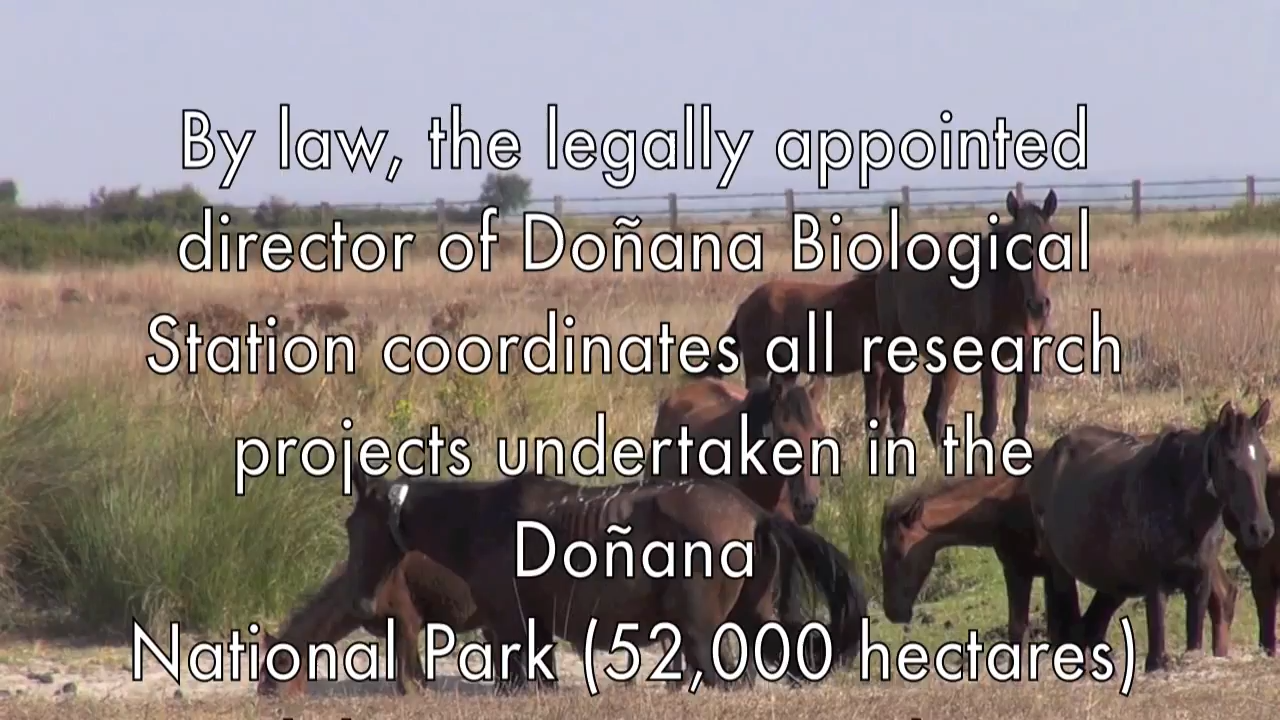 By law, the legally appointed
director of Doñana Biological
Station coordinates all research
projects undertaken in the
Doñana
National Park (52,000 hectares)